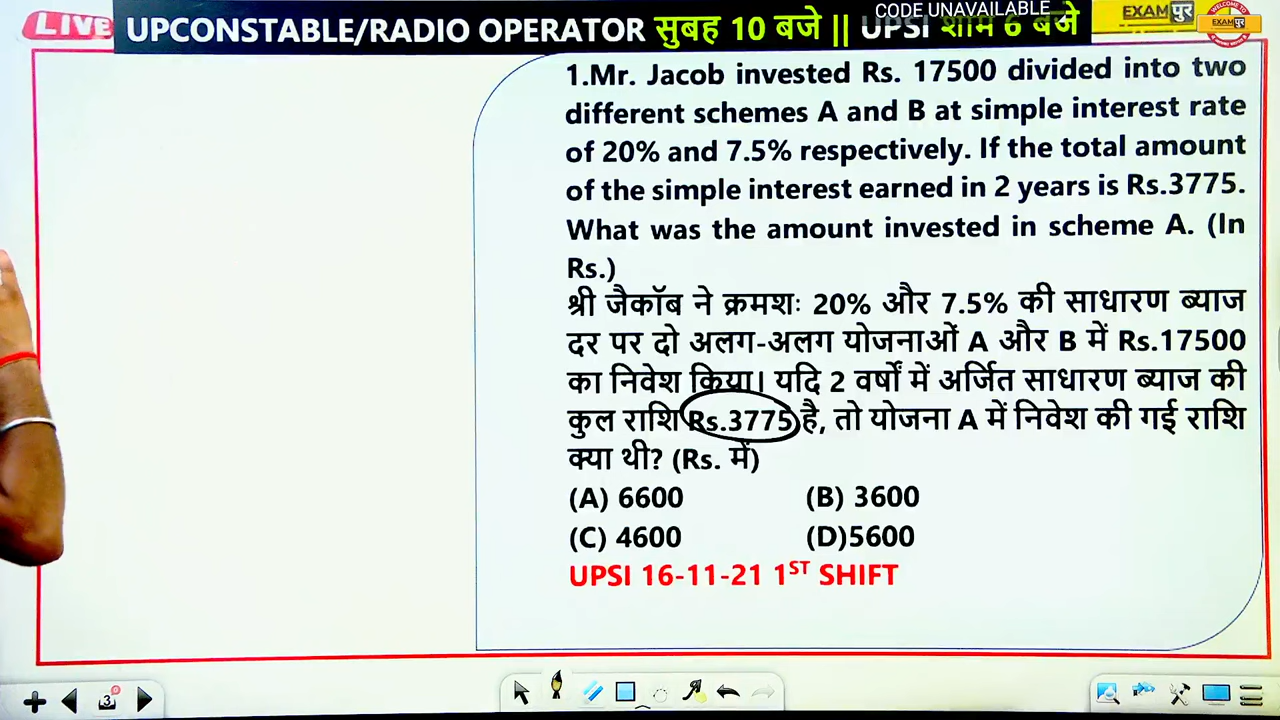 LIVE
UPCONSTABLE/RADIO OPERATOR सुबह 10 बजे || UPSI शाम 6 बजे
CODE UNAVAILABLE
EXAM पुर
WELCOME TO
EXAM पुर
1.Mr. Jacob invested Rs. 17500 divided into two
different schemes A and B at simple interest rate
of 20% and 7.5% respectively. If the total amount
of the simple interest earned in 2 years is Rs.3775.
What was the amount invested in scheme A. (In
Rs.)
श्री जैकॉब ने क्रमशः 20% और 7.5% की साधारण ब्याज
दर पर दो अलग-अलग योजनाओं A और B में Rs.17500
का निवेश किया। यदि 2 वर्षों में अर्जित साधारण ब्याज की
कुल राशि Rs.3775 है, तो योजना A में निवेश की गई राशि
क्या थी? (Rs. में)
(A) 6600 (B) 3600
(C) 4600 (D)5600
UPSI 16-11-21 1ST SHIFT
3